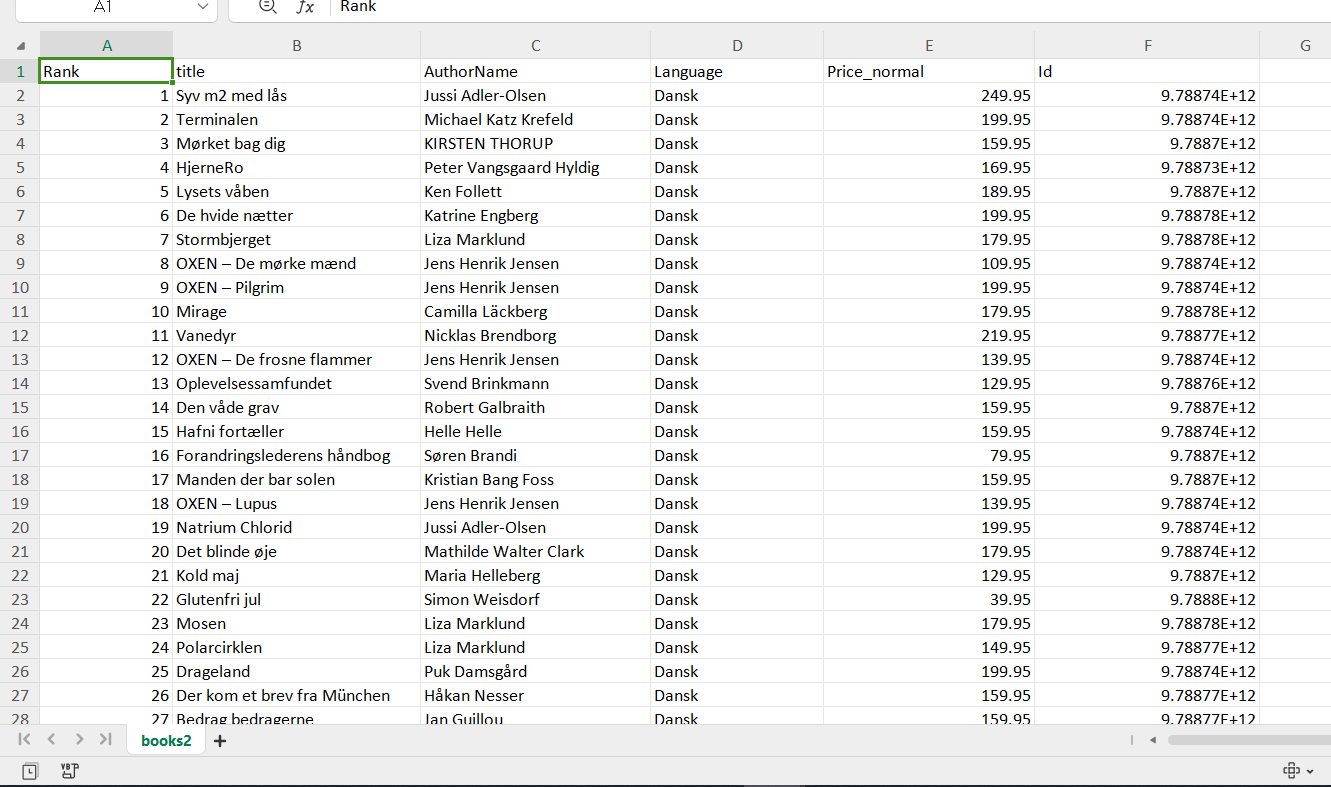 A1 fx Rank
A B C D E F G
1 Rank title AuthorName Language Price_normal Id
2 1 Syv m2 med lås Jussi Adler-Olsen Dansk 249.95 9.78874E+12
3 2 Terminalen Michael Katz Krefeld Dansk 199.95 9.78874E+12
4 3 Mørket bag dig KIRSTEN THORUP Dansk 159.95 9.7887E+12
5 4 HjerneRo Peter Vangsgaard Hyldig Dansk 169.95 9.78873E+12
6 5 Lysets våben Ken Follett Dansk 189.95 9.7887E+12
7 6 De hvide nætter Katrine Engberg Dansk 199.95 9.78878E+12
8 7 Stormbjerget Liza Marklund Dansk 179.95 9.78878E+12
9 8 OXEN – De mørke mænd Jens Henrik Jensen Dansk 109.95 9.78874E+12
10 9 OXEN – Pilgrim Jens Henrik Jensen Dansk 199.95 9.78874E+12
11 10 Mirage Camilla Läckberg Dansk 179.95 9.78878E+12
12 11 Vanedyr Nicklas Brendborg Dansk 219.95 9.78877E+12
13 12 OXEN – De frosne flammer Jens Henrik Jensen Dansk 139.95 9.78874E+12
14 13 Oplevelsessamfundet Svend Brinkmann Dansk 129.95 9.78876E+12
15 14 Den våde grav Robert Galbraith Dansk 159.95 9.7887E+12
16 15 Hafni fortæller Helle Helle Dansk 159.95 9.78874E+12
17 16 Forandringslederens håndbog Søren Brandi Dansk 79.95 9.7887E+12
18 17 Manden der bar solen Kristian Bang Foss Dansk 159.95 9.7887E+12
19 18 OXEN – Lupus Jens Henrik Jensen Dansk 139.95 9.78874E+12
20 19 Natrium Chlorid Jussi Adler-Olsen Dansk 199.95 9.78874E+12
21 20 Det blinde øje Mathilde Walter Clark Dansk 179.95 9.78874E+12
22 21 Kold maj Maria Helleberg Dansk 129.95 9.7887E+12
23 22 Glutenfri jul Simon Weisdorf Dansk 39.95 9.7888E+12
24 23 Mosen Liza Marklund Dansk 179.95 9.78878E+12
25 24 Polarcirklen Liza Marklund Dansk 149.95 9.78877E+12
26 25 Drageland Puk Damsgård Dansk 199.95 9.78874E+12
27 26 Der kom et brev fra München Håkan Nesser Dansk 159.95 9.78877E+12
28 27 Bedrag bedragerne Jan Guillou Dansk 159.95 9.78877E+12
books2